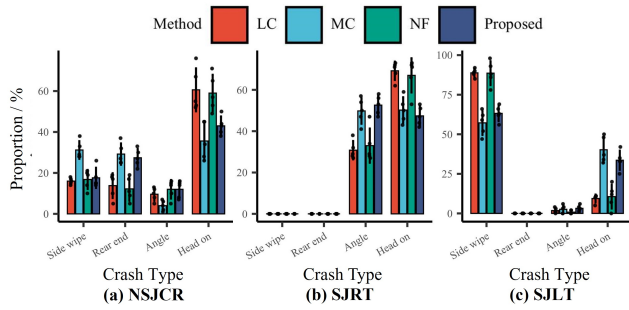 Method LC MC NF Proposed
Proportion / %
60
40
20
0
Side wipe Rear end Angle Head on
Crash Type
(a) NSJCR
60
40
20
0
Side wipe Rear end Angle Head on
Crash Type
(b) SJRT
100
75
50
25
0
Side wipe Rear end Angle Head on
Crash Type
(c) SJLT